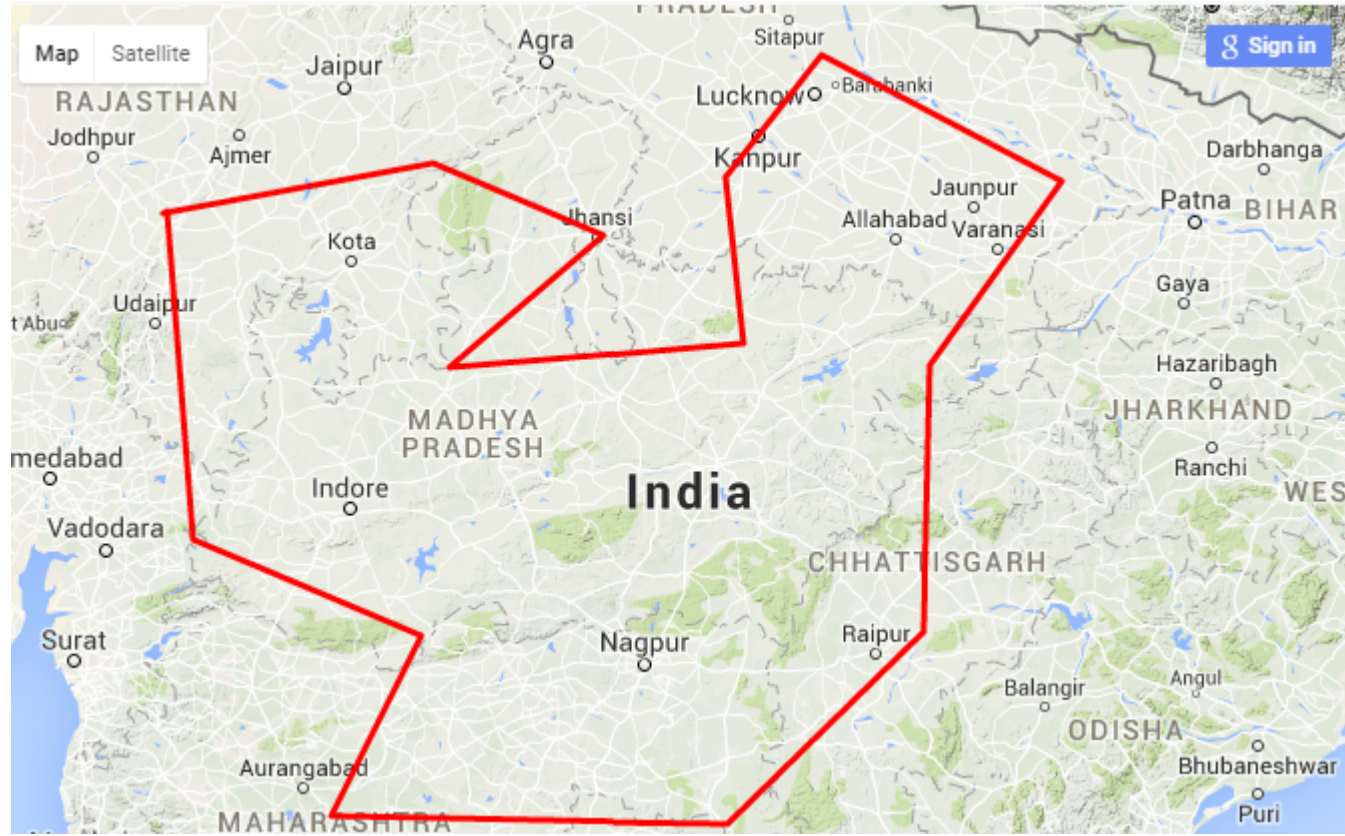 PRADESH
Map
Satellite
Agra
Sitapur
g Sign in
Jaipur
Lucknow
Barabanki
RAJASTHAN
Jodhpur
Ajmer
Kanpur
Darbhanga
Jaunpur
Patna
BIHAR
Jhansi
Allahabad
Varanasi
Kota
Gaya
Udaipur
t Abu
Hazaribagh
MADHYA
PRADESH
JHARKHAND
medabad
Ranchi
Indore
India
WES
Vadodara
CHHATTISGARH
Surat
Nagpur
Raipur
Balangir
Angul
ODISHA
Aurangabad
Bhubaneshwar
MAHARASHTRA
Puri